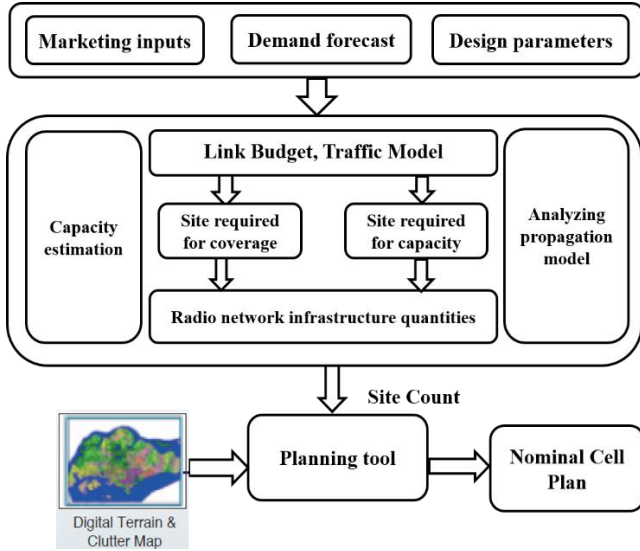 Marketing inputs
Demand forecast
Design parameters
Link Budget, Traffic Model
Capacity
estimation
Site required
for coverage
Site required
for capacity
Analyzing
propagation
model
Radio network infrastructure quantities
Site Count
Planning tool
Nominal Cell
Plan
Digital Terrain &
Clutter Map